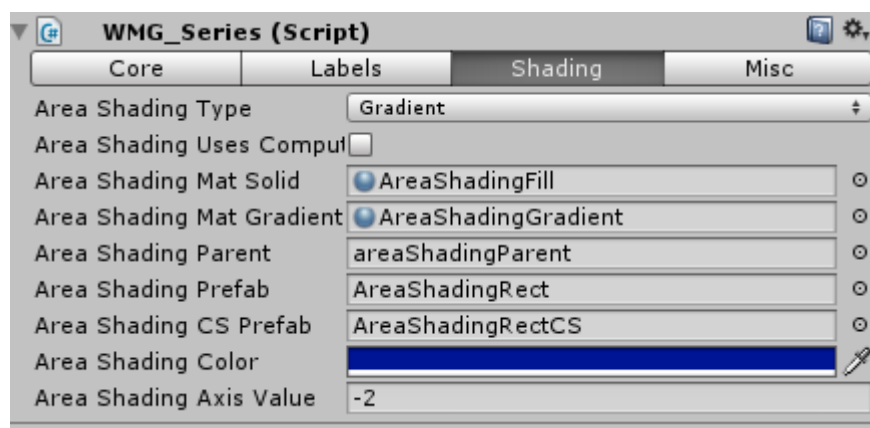 WMG_Series (Script)
Core Labels Shading Misc
Area Shading Type Gradient
Area Shading Uses Comput
Area Shading Mat Solid AreaShadingFill
Area Shading Mat Gradient AreaShadingGradient
Area Shading Parent areaShadingParent
Area Shading Prefab AreaShadingRect
Area Shading CS Prefab AreaShadingRectCS
Area Shading Color
Area Shading Axis Value -2